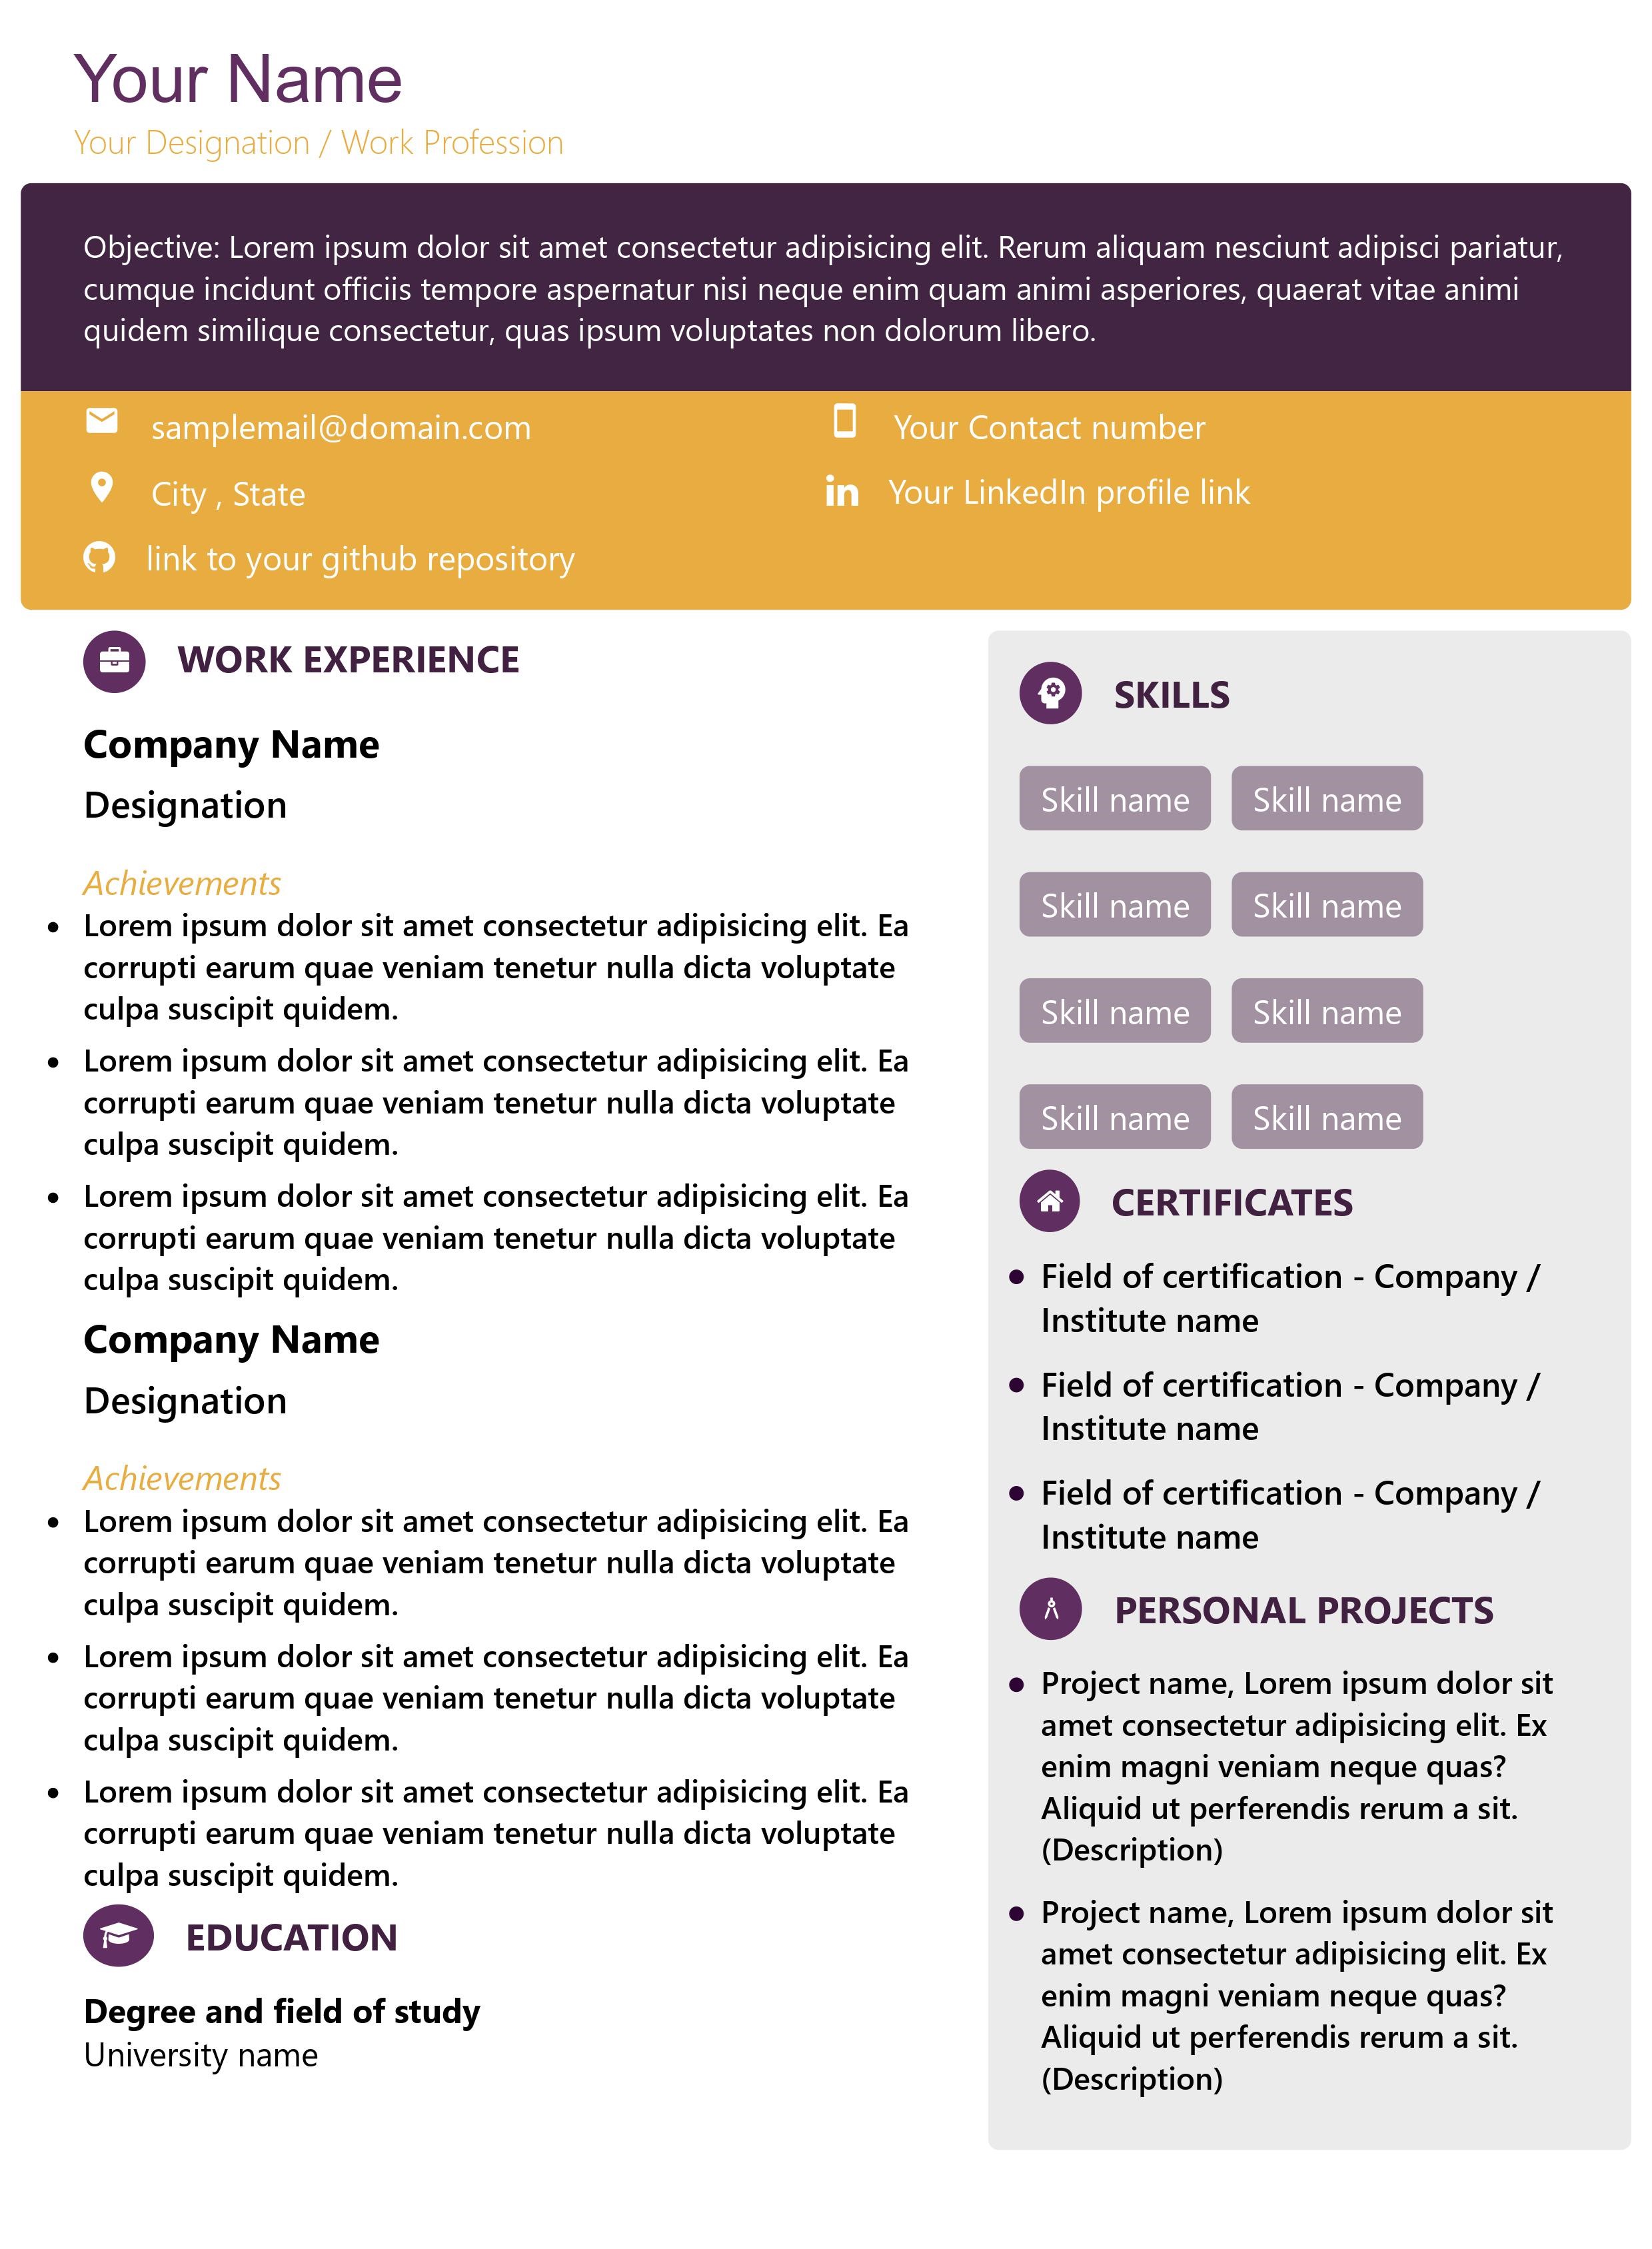 Your Name
Your Designation / Work Profession
Objective: Lorem ipsum dolor sit amet consectetur adipisicing elit. Rerum aliquam nesciunt adipisci pariatur,
cumque incidunt officiis tempore aspernatur nisi neque enim quam animi asperiores, quaerat vitae animi
quidem similique consectetur, quas ipsum voluptates non dolorum libero.
samplemail@domain.com
Your Contact number
City , State
Your LinkedIn profile link
link to your github repository
WORK EXPERIENCE
Company Name
Designation
Achievements
• Lorem ipsum dolor sit amet consectetur adipisicing elit. Ea
corrupti earum quae veniam tenetur nulla dicta voluptate
culpa suscipit quidem.
• Lorem ipsum dolor sit amet consectetur adipisicing elit. Ea
corrupti earum quae veniam tenetur nulla dicta voluptate
culpa suscipit quidem.
• Lorem ipsum dolor sit amet consectetur adipisicing elit. Ea
corrupti earum quae veniam tenetur nulla dicta voluptate
culpa suscipit quidem.
Company Name
Designation
Achievements
• Lorem ipsum dolor sit amet consectetur adipisicing elit. Ea
corrupti earum quae veniam tenetur nulla dicta voluptate
culpa suscipit quidem.
• Lorem ipsum dolor sit amet consectetur adipisicing elit. Ea
corrupti earum quae veniam tenetur nulla dicta voluptate
culpa suscipit quidem.
• Lorem ipsum dolor sit amet consectetur adipisicing elit. Ea
corrupti earum quae veniam tenetur nulla dicta voluptate
culpa suscipit quidem.
EDUCATION
Degree and field of study
University name
SKILLS
Skill name Skill name
Skill name Skill name
Skill name Skill name
Skill name Skill name
CERTIFICATES
• Field of certification - Company /
Institute name
• Field of certification - Company /
Institute name
• Field of certification - Company /
Institute name
PERSONAL PROJECTS
• Project name, Lorem ipsum dolor sit
amet consectetur adipisicing elit. Ex
enim magni veniam neque quas?
Aliquid ut perferendis rerum a sit.
(Description)
• Project name, Lorem ipsum dolor sit
amet consectetur adipisicing elit. Ex
enim magni veniam neque quas?
Aliquid ut perferendis rerum a sit.
(Description)